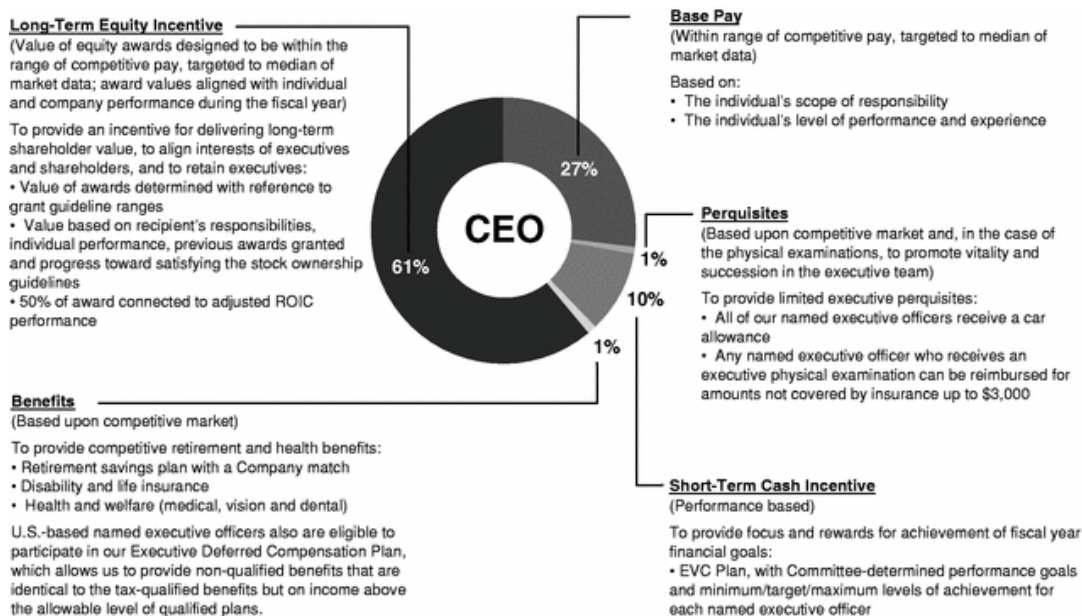 Long-Term Equity Incentive
(Value of equity awards designed to be within the
range of competitive pay, targeted to median of
market data; award values aligned with individual
and company performance during the fiscal year)
To provide an incentive for delivering long-term
shareholder value, to align interests of executives
and shareholders, and to retain executives:
• Value of awards determined with reference to
grant guideline ranges
• Value based on recipient's responsibilities,
individual performance, previous awards granted
and progress toward satisfying the stock ownership
guidelines
• 50% of award connected to adjusted ROIC
performance
Base Pay
(Within range of competitive pay, targeted to median of
market data)
Based on:
• The individual's scope of responsibility
• The individual's level of performance and experience
27%
CEO
61%
1%
10%
1%
Perquisites
(Based upon competitive market and, in the case of
the physical examinations, to promote vitality and
succession in the executive team)
To provide limited executive perquisites:
• All of our named executive officers receive a car
allowance
• Any named executive officer who receives an
executive physical examination can be reimbursed for
amounts not covered by insurance up to $3,000
Benefits
(Based upon competitive market)
To provide competitive retirement and health benefits:
• Retirement savings plan with a Company match
• Disability and life insurance
• Health and welfare (medical, vision and dental)
U.S.-based named executive officers also are eligible to
participate in our Executive Deferred Compensation Plan,
which allows us to provide non-qualified benefits that are
identical to the tax-qualified benefits but on income above
the allowable level of qualified plans.
Short-Term Cash Incentive
(Performance based)
To provide focus and rewards for achievement of fiscal year
financial goals:
• EVC Plan, with Committee-determined performance goals
and minimum/target/maximum levels of achievement for
each named executive officer